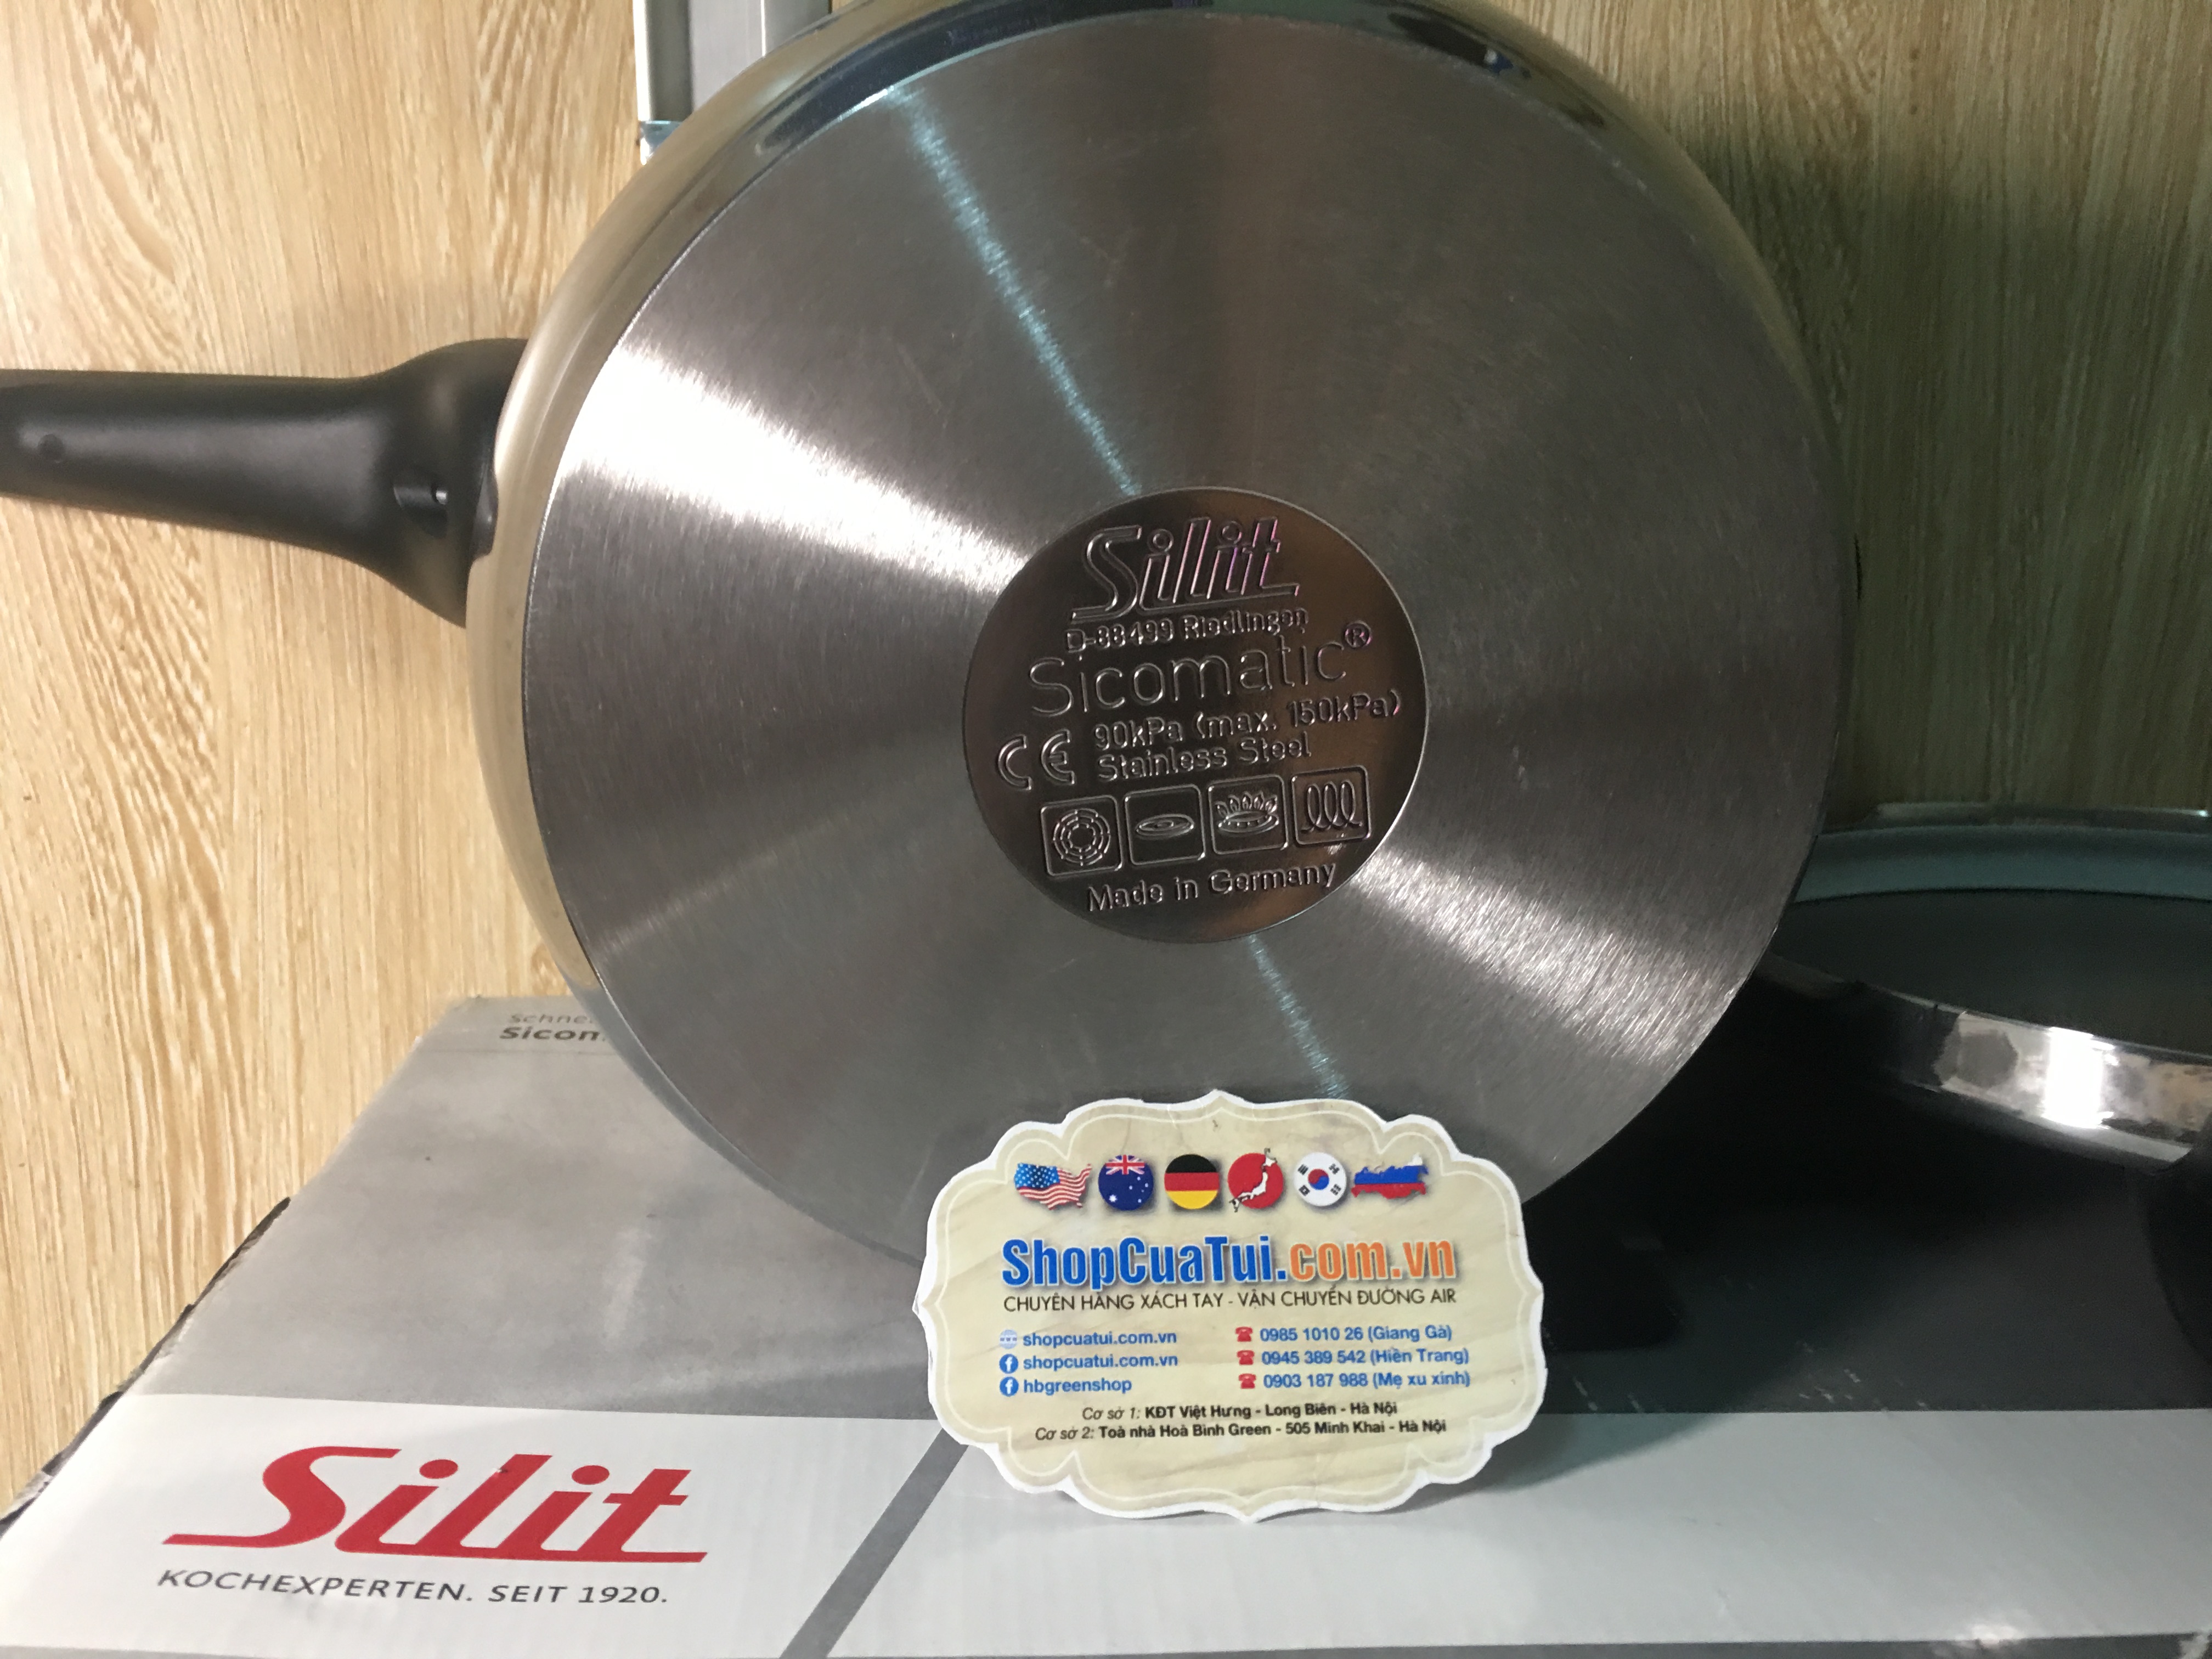 Silit
D-88499 Riedlingen
Sicomatic®
CE 90kPa (max. 150kPa)
Stainless Steel
Made in Germany
Schne
Sicom
ShopCuaTui.com.vn
CHUYÊN HÀNG XÁCH TAY - VẬN CHUYỂN ĐƯỜNG AIR
shopcuatui.com.vn
0985 1010 26 (Giang Gà)
shopcuatui.com.vn
0945 389 542 (Hiền Trang)
hbgreenshop
0903 187 988 (Mẹ xu xinh)
Cơ sở 1: KĐT Việt Hưng - Long Biên - Hà Nội
Cơ sở 2: Toà nhà Hoà Bình Green - 505 Minh Khai - Hà Nội
Silit
KOCHEXPERTEN. SEIT 1920.